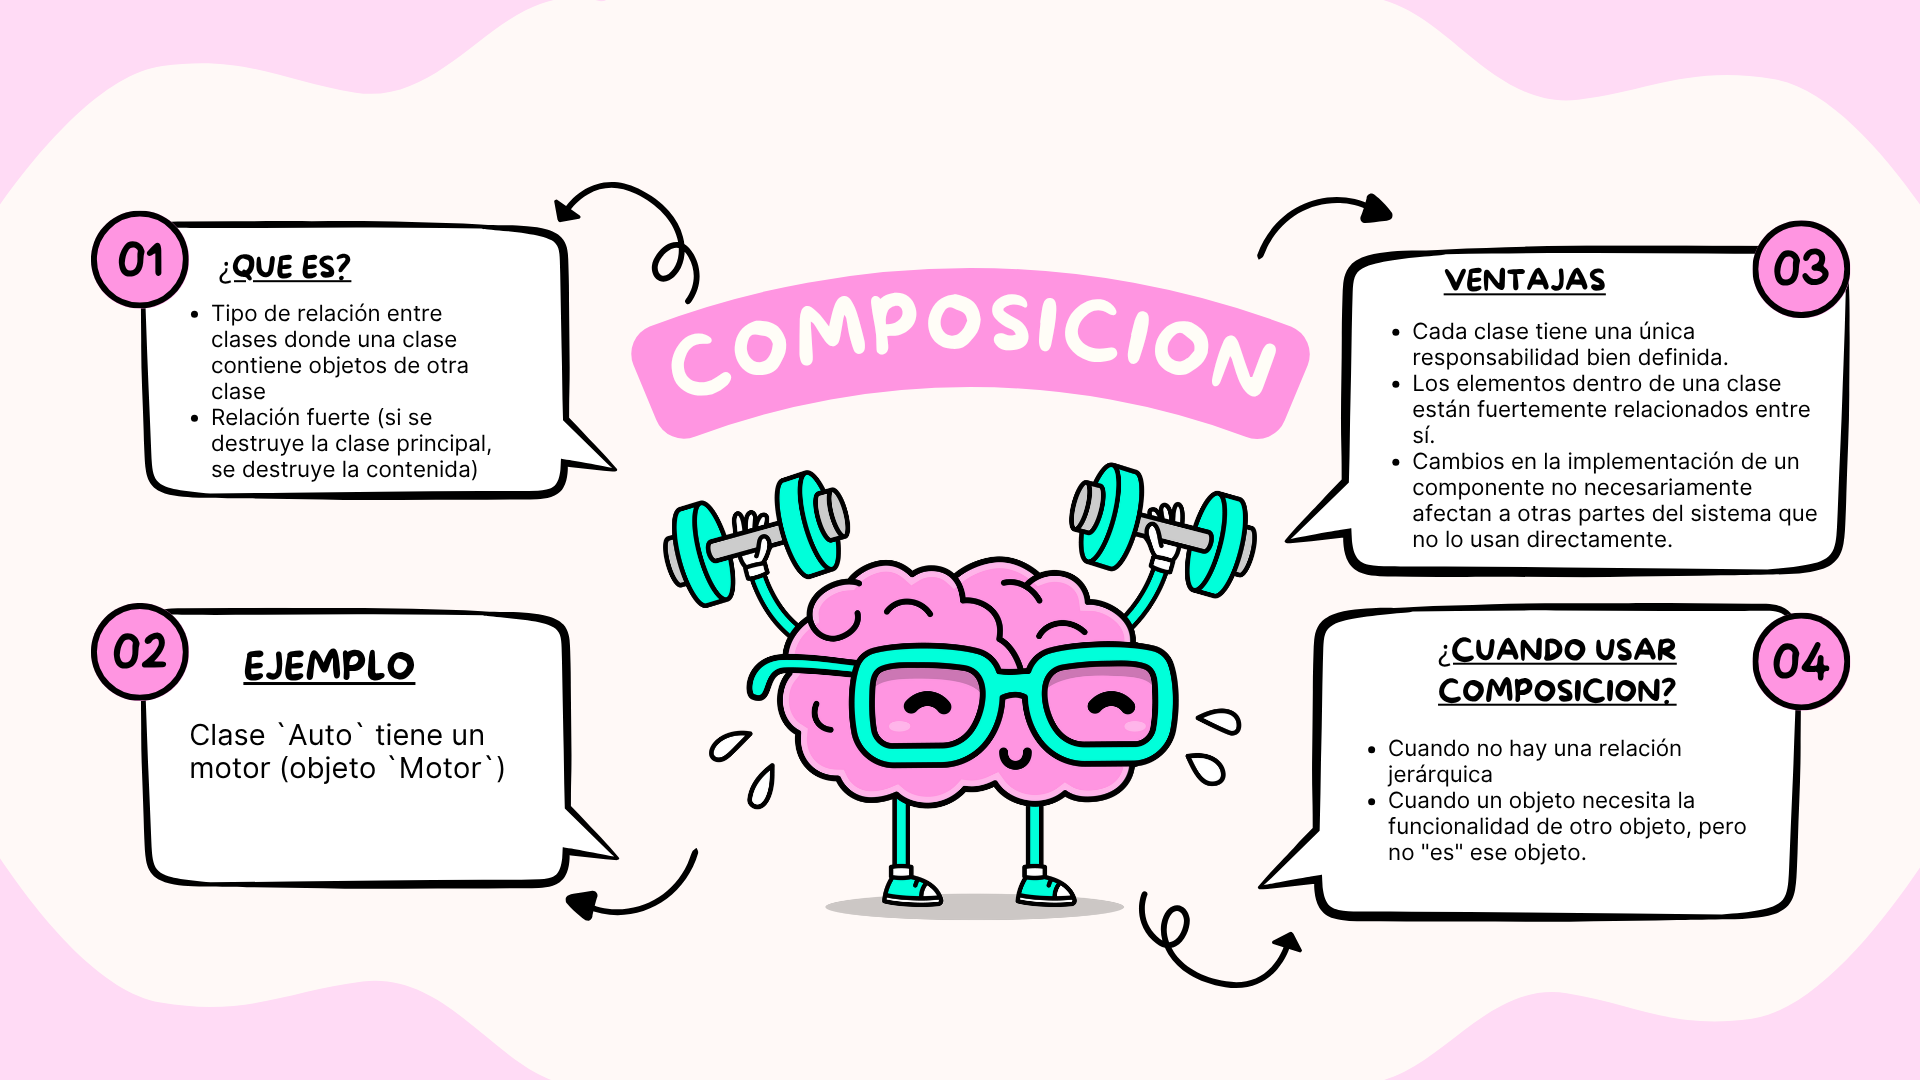 COMPOSICION
01
¿QUE ES?
• Tipo de relación entre
clases donde una clase
contiene objetos de otra
clase
• Relación fuerte (si se
destruye la clase principal,
se destruye la contenida)
02
EJEMPLO
Clase `Auto` tiene un
motor (objeto `Motor`)
03
VENTAJAS
• Cada clase tiene una única
responsabilidad bien definida.
• Los elementos dentro de una clase
están fuertemente relacionados entre
sí.
• Cambios en la implementación de un
componente no necesariamente
afectan a otras partes del sistema que
no lo usan directamente.
04
¿CUANDO USAR
COMPOSICION?
• Cuando no hay una relación
jerárquica
• Cuando un objeto necesita la
funcionalidad de otro objeto, pero
no "es" ese objeto.